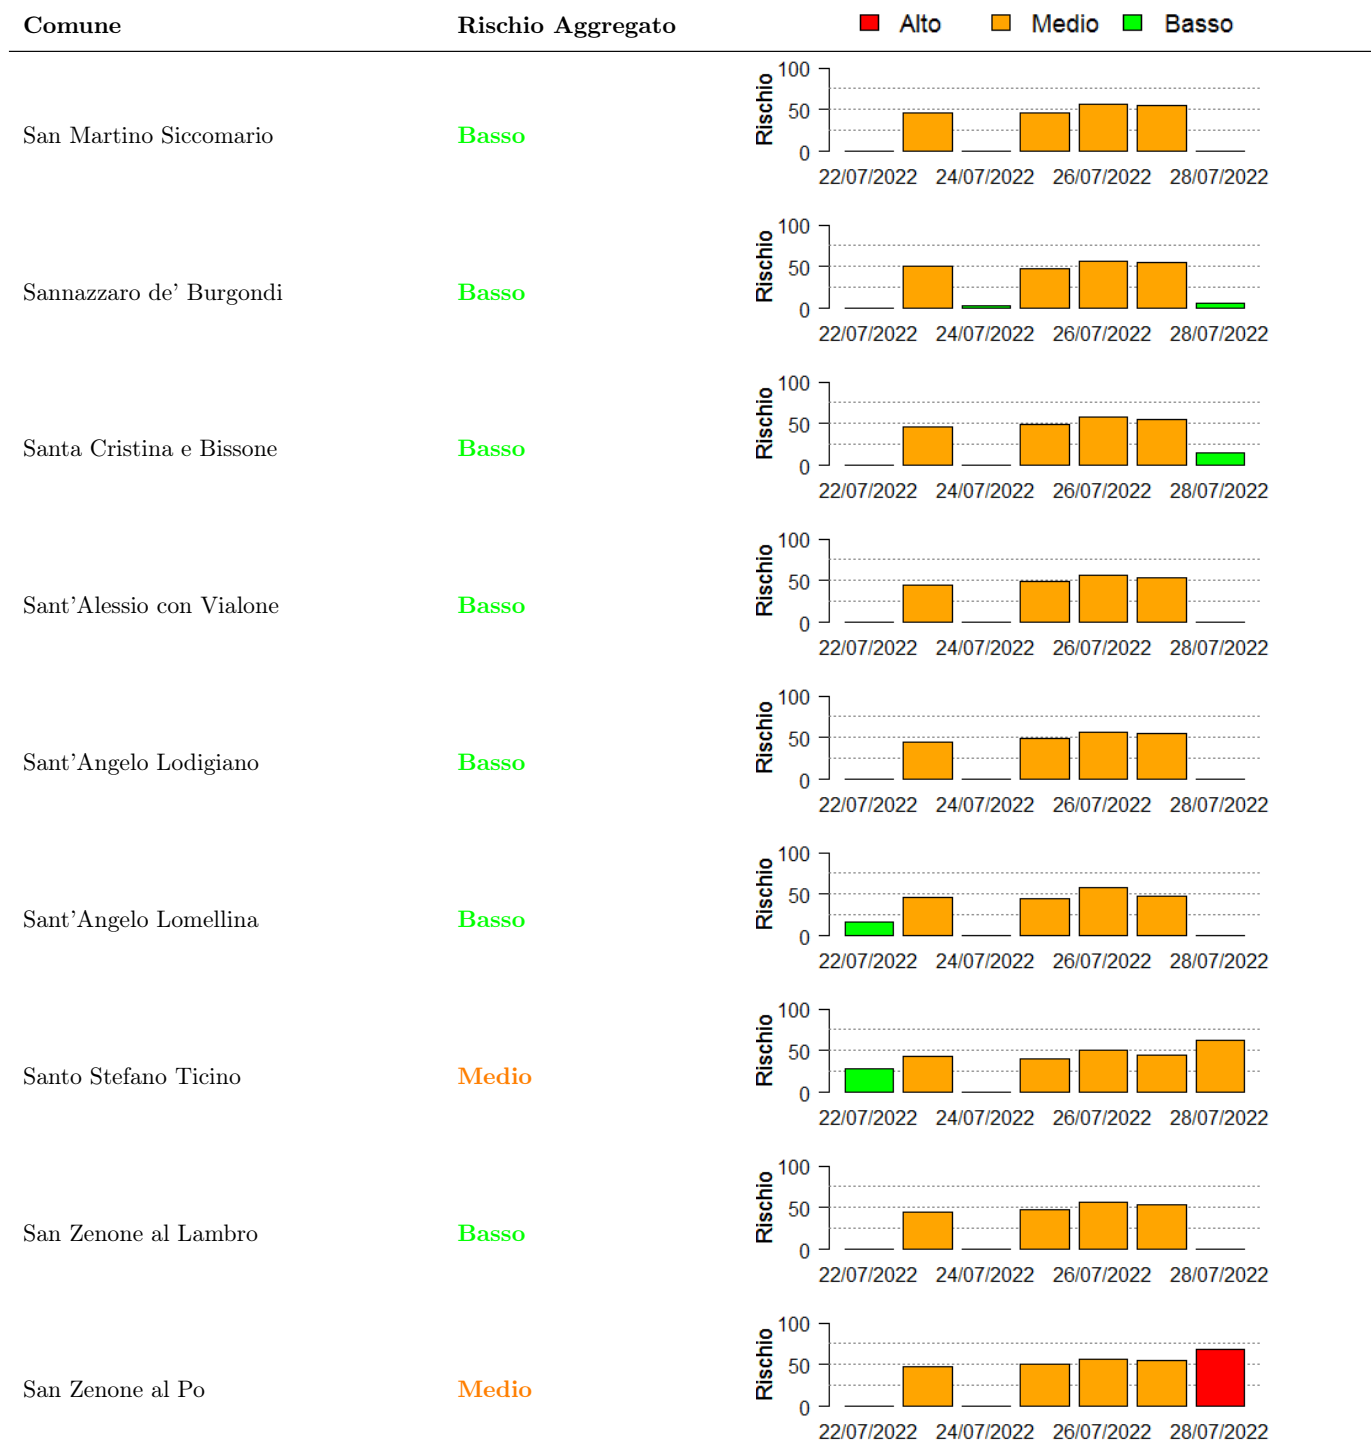 Comune Rischio Aggregato Alto Medio Basso
100
50
0
Rischio
San Martino Siccomario Basso
22/07/2022 24/07/2022 26/07/2022 28/07/2022
100
50
0
Rischio
Sannazzaro de' Burgondi Basso
22/07/2022 24/07/2022 26/07/2022 28/07/2022
100
50
0
Rischio
Santa Cristina e Bissone Basso
22/07/2022 24/07/2022 26/07/2022 28/07/2022
100
50
0
Rischio
Sant'Alessio con Vialone Basso
22/07/2022 24/07/2022 26/07/2022 28/07/2022
100
50
0
Rischio
Sant'Angelo Lodigiano Basso
22/07/2022 24/07/2022 26/07/2022 28/07/2022
100
50
0
Rischio
Sant'Angelo Lomellina Basso
22/07/2022 24/07/2022 26/07/2022 28/07/2022
100
50
0
Rischio
Santo Stefano Ticino Medio
22/07/2022 24/07/2022 26/07/2022 28/07/2022
100
50
0
Rischio
San Zenone al Lambro Basso
22/07/2022 24/07/2022 26/07/2022 28/07/2022
100
50
0
Rischio
San Zenone al Po Medio
22/07/2022 24/07/2022 26/07/2022 28/07/2022